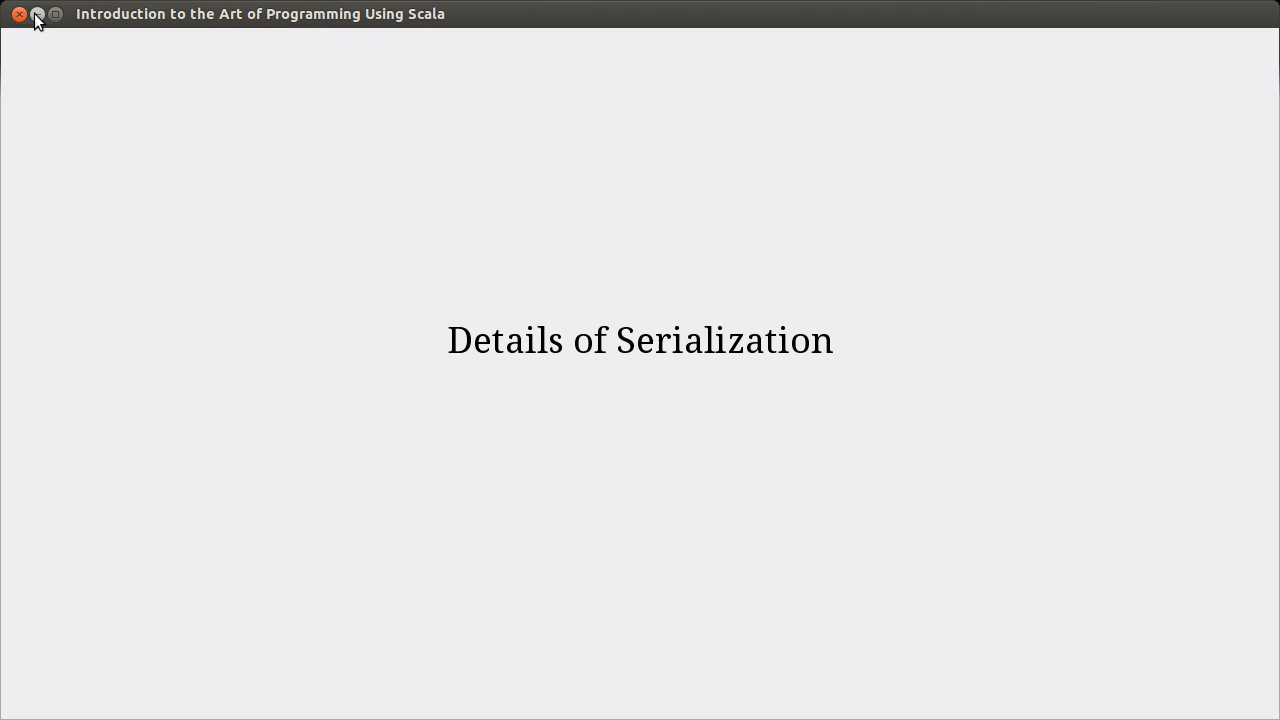 Introduction to the Art of Programming Using Scala
Details of Serialization